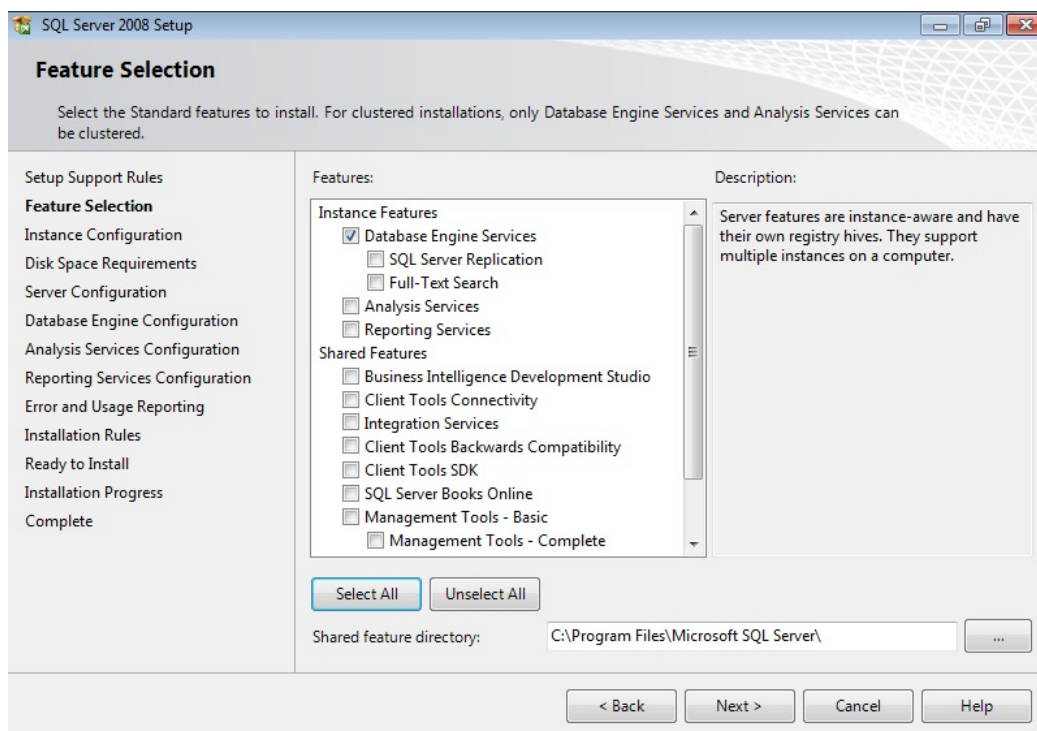 SQL Server 2008 Setup
Feature Selection
Select the Standard features to install. For clustered installations, only Database Engine Services and Analysis Services can
be clustered.
Setup Support Rules
Feature Selection
Instance Configuration
Disk Space Requirements
Server Configuration
Database Engine Configuration
Analysis Services Configuration
Reporting Services Configuration
Error and Usage Reporting
Installation Rules
Ready to Install
Installation Progress
Complete
Features:
Instance Features
Database Engine Services
SQL Server Replication
Full-Text Search
Analysis Services
Reporting Services
Shared Features
Business Intelligence Development Studio
Client Tools Connectivity
Integration Services
Client Tools Backwards Compatibility
Client Tools SDK
SQL Server Books Online
Management Tools - Basic
Management Tools - Complete
Description:
Server features are instance-aware and have
their own registry hives. They support
multiple instances on a computer.
Select All
Unselect All
Shared feature directory:
C:\Program Files\Microsoft SQL Server\
...
< Back
Next >
Cancel
Help